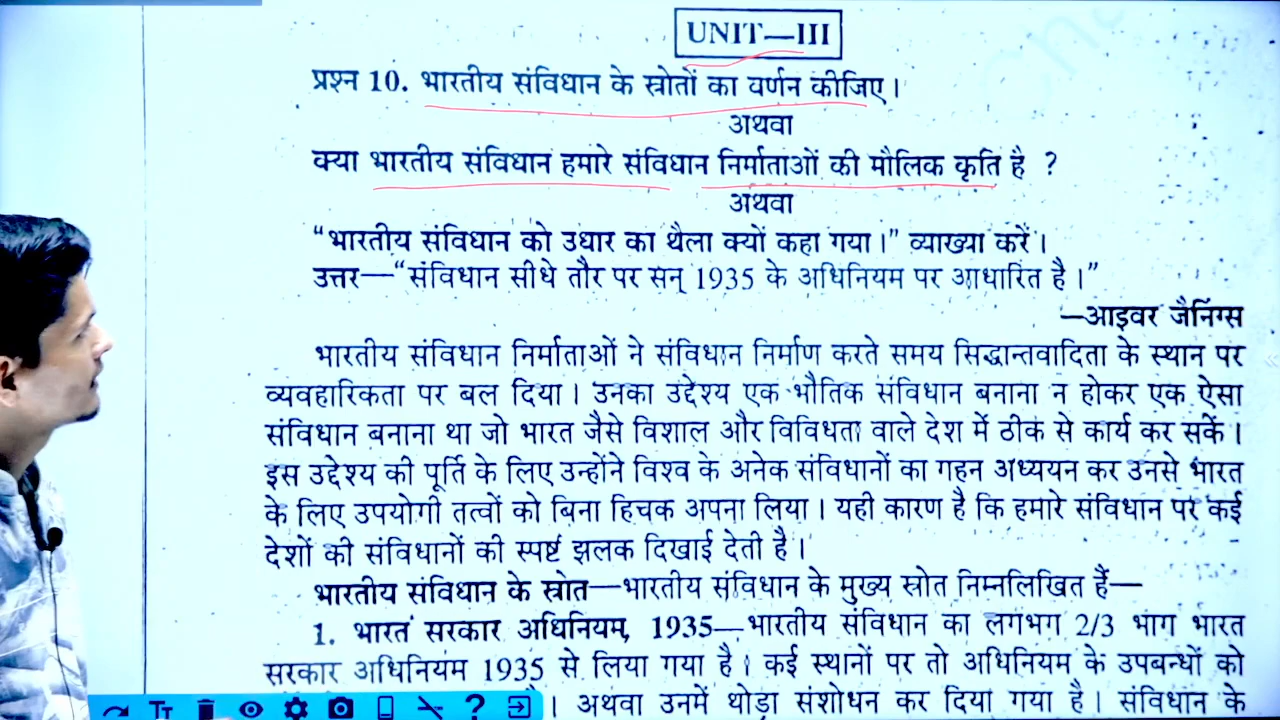 UNIT—III
प्रश्न 10. भारतीय संविधान के स्रोतों का वर्णन कीजिए।
अथवा
क्या भारतीय संविधान हमारे संविधान निर्माताओं की मौलिक कृति है ?
अथवा
“भारतीय संविधान को उधार का थैला क्यों कहा गया।” व्याख्या करें।
उत्तर—“संविधान सीधे तौर पर सन् 1935 के अधिनियम पर आधारित है।”
—आइवर जैनिंग्स
भारतीय संविधान निर्माताओं ने संविधान निर्माण करते समय सिद्धान्तवादिता के स्थान पर
व्यवहारिकता पर बल दिया। उनका उद्देश्य एक भौतिक संविधान बनाना न होकर एक ऐसा
संविधान बनाना था जो भारत जैसे विशाल और विविधता वाले देश में ठीक से कार्य कर सकें।
इस उद्देश्य की पूर्ति के लिए उन्होंने विश्व के अनेक संविधानों का गहन अध्ययन कर उनसे भारत
के लिए उपयोगी तत्वों को बिना हिचक अपना लिया। यही कारण है कि हमारे संविधान पर कई
देशों की संविधानों की स्पष्ट झलक दिखाई देती है।
भारतीय संविधान के स्रोत—भारतीय संविधान के मुख्य स्रोत निम्नलिखित हैं—
1. भारत सरकार अधिनियम, 1935—भारतीय संविधान का लगभग 2/3 भाग भारत
सरकार अधिनियम 1935 से लिया गया है। कई स्थानों पर तो अधिनियम के उपबन्धों को
। अथवा उनमें थोड़ा संशोधन कर दिया गया है। संविधान के